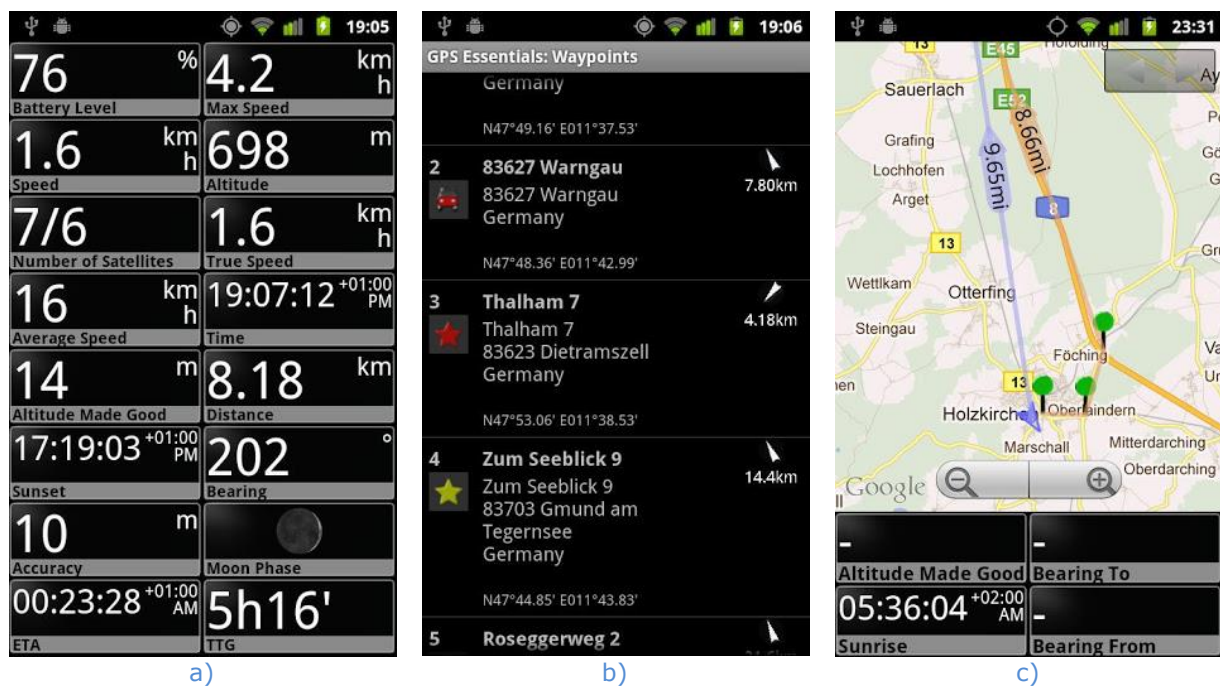 19:05
76 %
Battery Level
4.2 km h
Max Speed
1.6 km h
Speed
698 m
Altitude
7/6
Number of Satellites
1.6 km h
True Speed
16 km h
Average Speed
19:07:12 +01:00 PM
Time
14 m
Altitude Made Good
8.18 km
Distance
17:19:03 +01:00 PM
Sunset
202 °
Bearing
10 m
Accuracy
Moon Phase
00:23:28 +01:00 AM
ETA
5h16'
TTG
a)
19:06
GPS Essentials: Waypoints
Germany
N47°49.16' E011°37.53'
2 83627 Warngau
7.80km
83627 Warngau
Germany
N47°48.36' E011°42.99'
3 Thalham 7
4.18km
Thalham 7
83623 Dietramszell
Germany
N47°53.06' E011°38.53'
4 Zum Seeblick 9
14.4km
Zum Seeblick 9
83703 Gmund am
Tegernsee
Germany
N47°44.85' E011°43.83'
5 Roseggerweg 2
b)
23:31
13
E45
Ay
Sauerlach
E52
8.66mi
Grafing
9.65mi
Lochhofen
Arget
8
13
Wettlkam
Otterfing
Steingau
Föching
13
Holzkirchen
Oberlaindern
Marschall
Mitterdarching
Oberdarching
Google
-
Altitude Made Good
-
Bearing To
05:36:04 +02:00 AM
Sunrise
-
Bearing From
c)